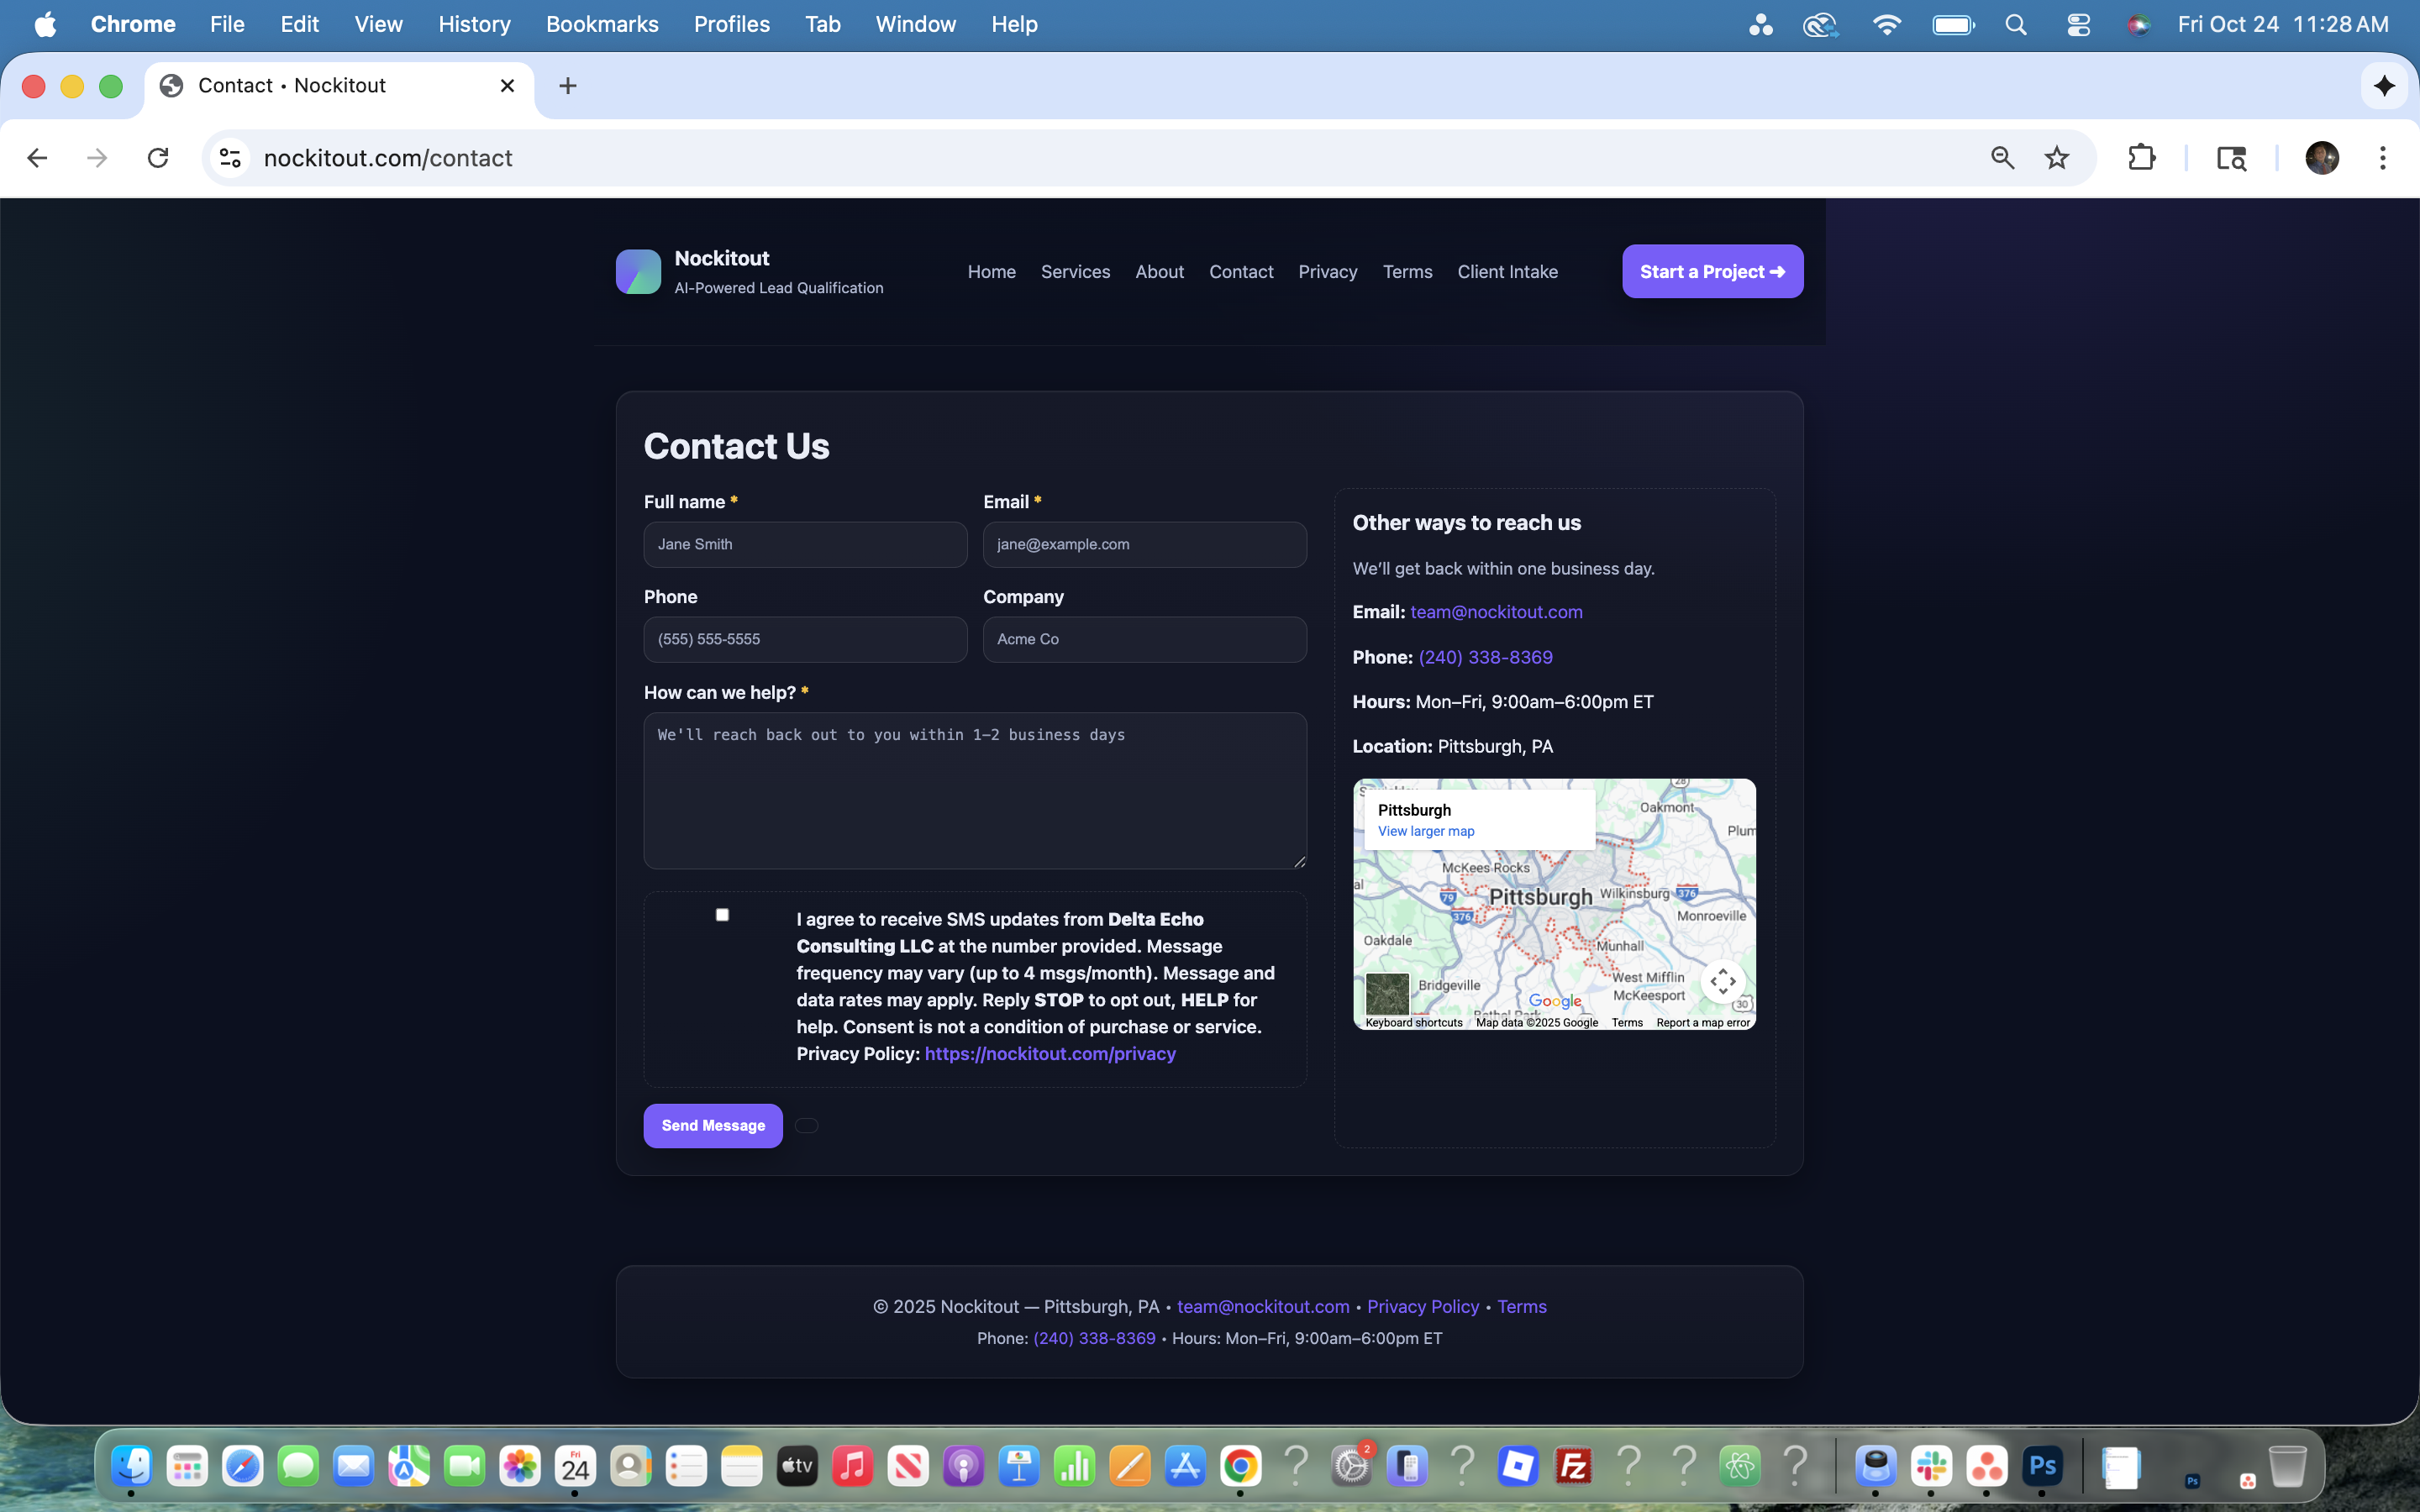 Chrome File Edit View History Bookmarks Profiles Tab Window Help Fri Oct 24 11:28 AM
Contact • Nockitout
nockitout.com/contact
Nockitout
AI-Powered Lead Qualification
Home Services About Contact Privacy Terms Client Intake
Start a Project ➜
Contact Us
Full name *
Jane Smith
Email *
jane@example.com
Phone
(555) 555-5555
Company
Acme Co
How can we help? *
We'll reach back out to you within 1–2 business days
I agree to receive SMS updates from Delta Echo
Consulting LLC at the number provided. Message
frequency may vary (up to 4 msgs/month). Message and
data rates may apply. Reply STOP to opt out, HELP for
help. Consent is not a condition of purchase or service.
Privacy Policy: https://nockitout.com/privacy
Send Message
Other ways to reach us
We’ll get back within one business day.
Email: team@nockitout.com
Phone: (240) 338-8369
Hours: Mon–Fri, 9:00am–6:00pm ET
Location: Pittsburgh, PA
28
Pittsburgh
View larger map
Oakmont
Plum
McKees Rocks
Pittsburgh
Wilkinsburg
376
79
376
Monroeville
Oakdale
Munhall
West Mifflin
Bridgeville
McKeesport
Google
30
Bethel Park
Keyboard shortcuts Map data ©2025 Google Terms Report a map error
© 2025 Nockitout — Pittsburgh, PA • team@nockitout.com • Privacy Policy • Terms
Phone: (240) 338-8369 • Hours: Mon–Fri, 9:00am–6:00pm ET
Fri
24
tv
2
Fz
Ps
Ps